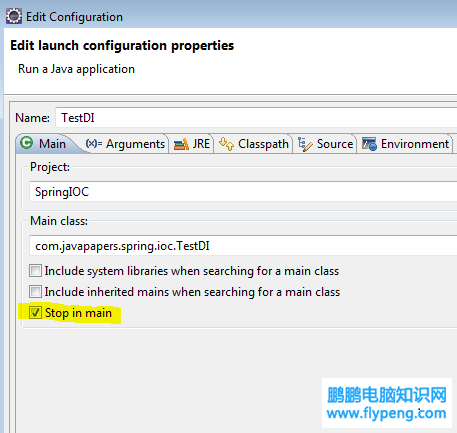 Edit Configuration
Edit launch configuration properties
Run a Java application
Name: TestDI
Main (x)= Arguments JRE Classpath Source Environment
Project:
SpringIOC
Main class:
com.javapapers.spring.ioc.TestDI
Include system libraries when searching for a main class
Include inherited mains when searching for a main class
Stop in main
鹏鹏电脑知识网
www.flypeng.com